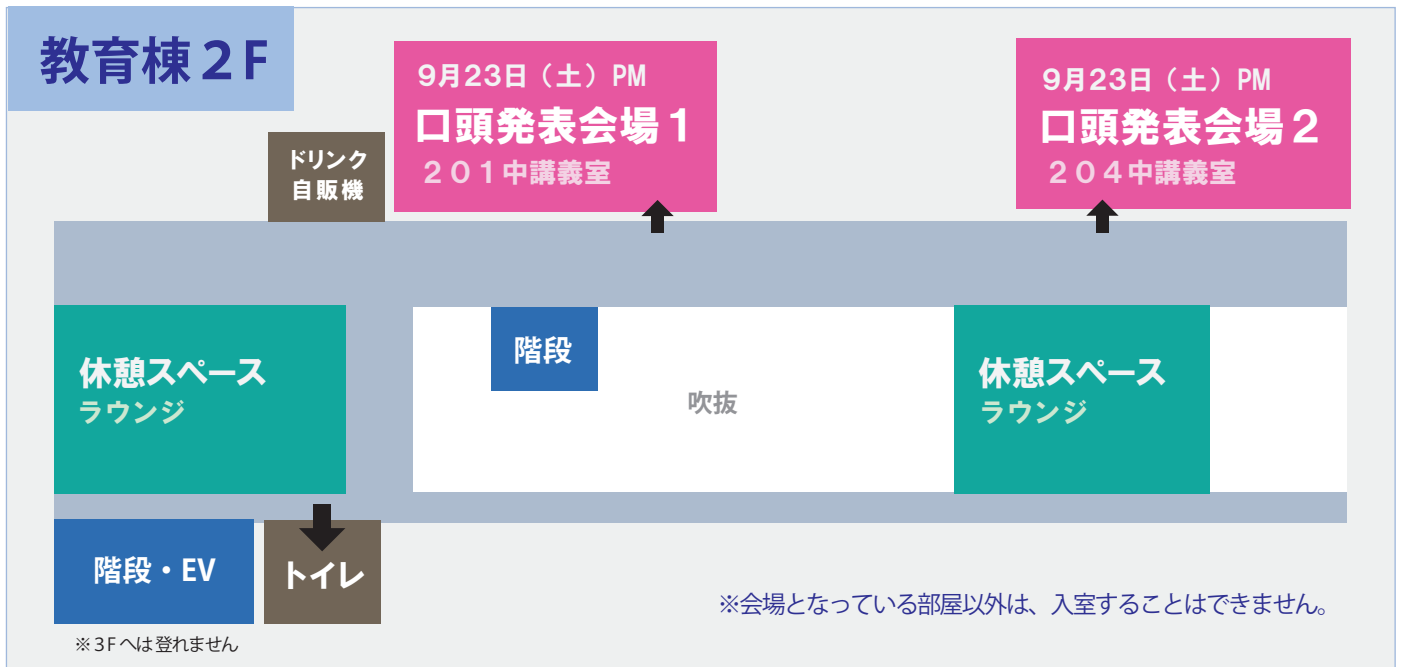 教育棟２F
9月23日（土）PM
口頭発表会場１
２０１中講義室
9月23日（土）PM
口頭発表会場２
２０４中講義室
ドリンク
自販機
休憩スペース
ラウンジ
階段
吹抜
休憩スペース
ラウンジ
階段・EV
トイレ
※会場となっている部屋以外は、入室することはできません。
※３Fへは登れません